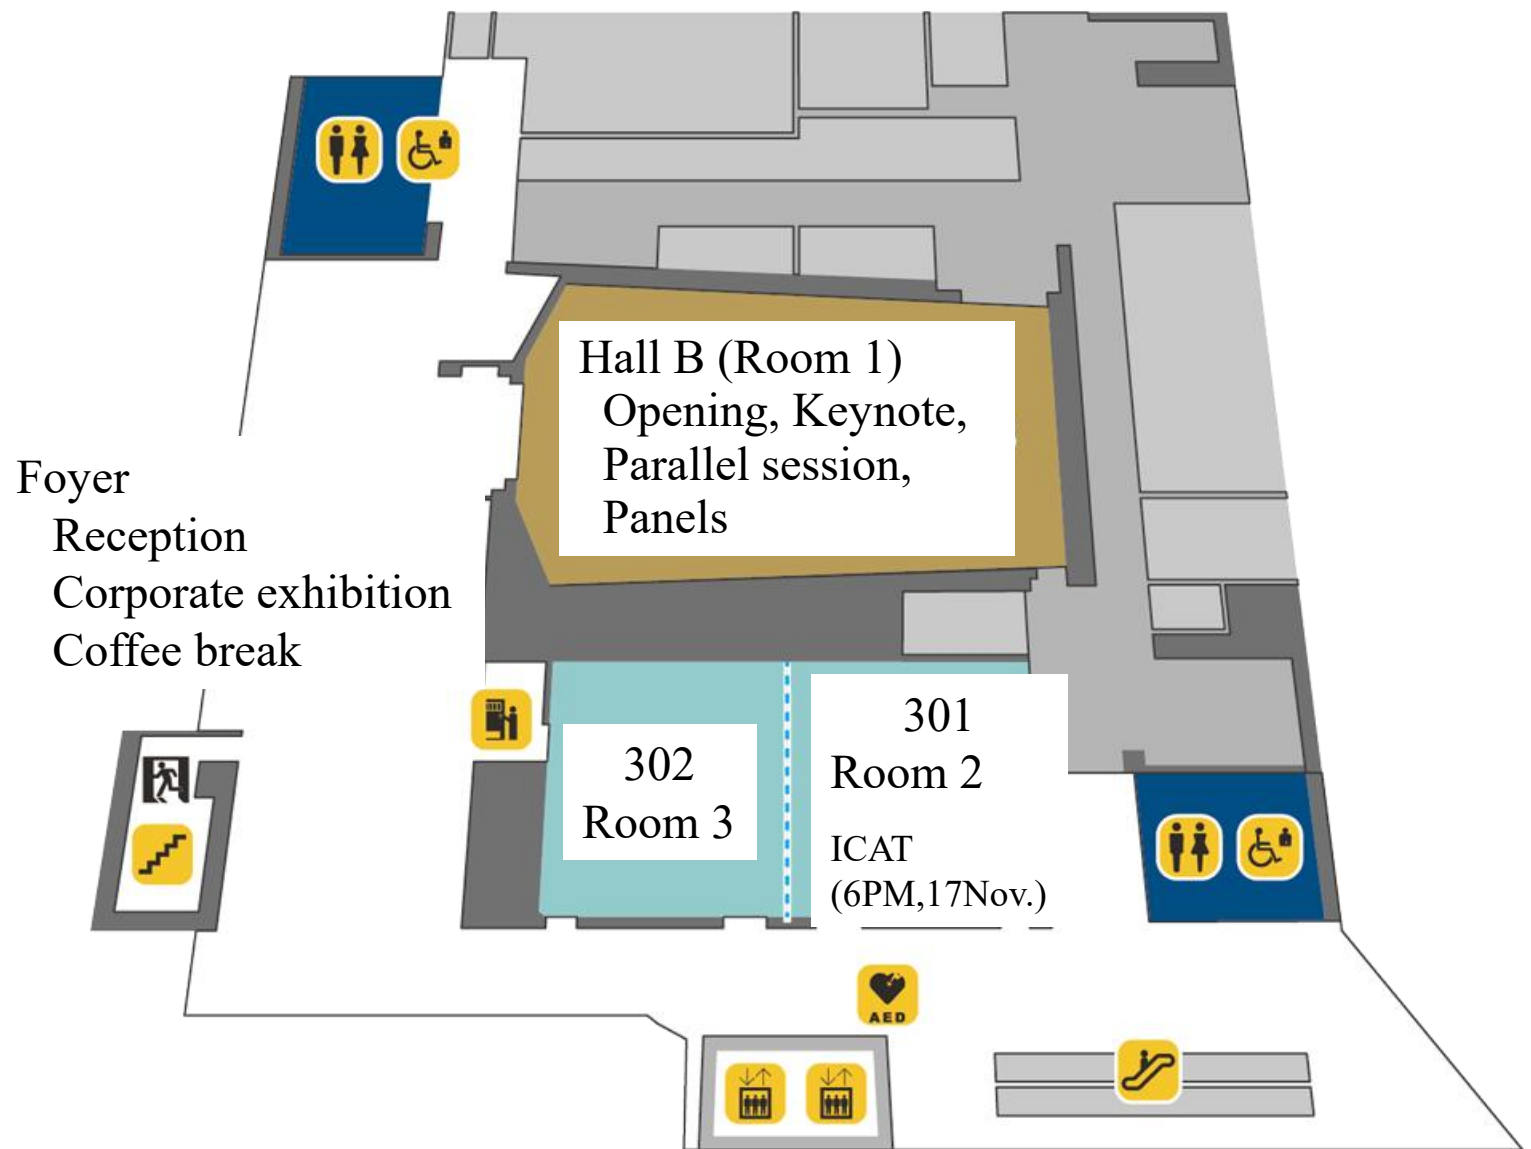 Hall B (Room 1)
Opening, Keynote,
Parallel session,
Panels
Foyer
Reception
Corporate exhibition
Coffee break
302
Room 3
301
Room 2
ICAT
(6PM,17Nov.)
AED